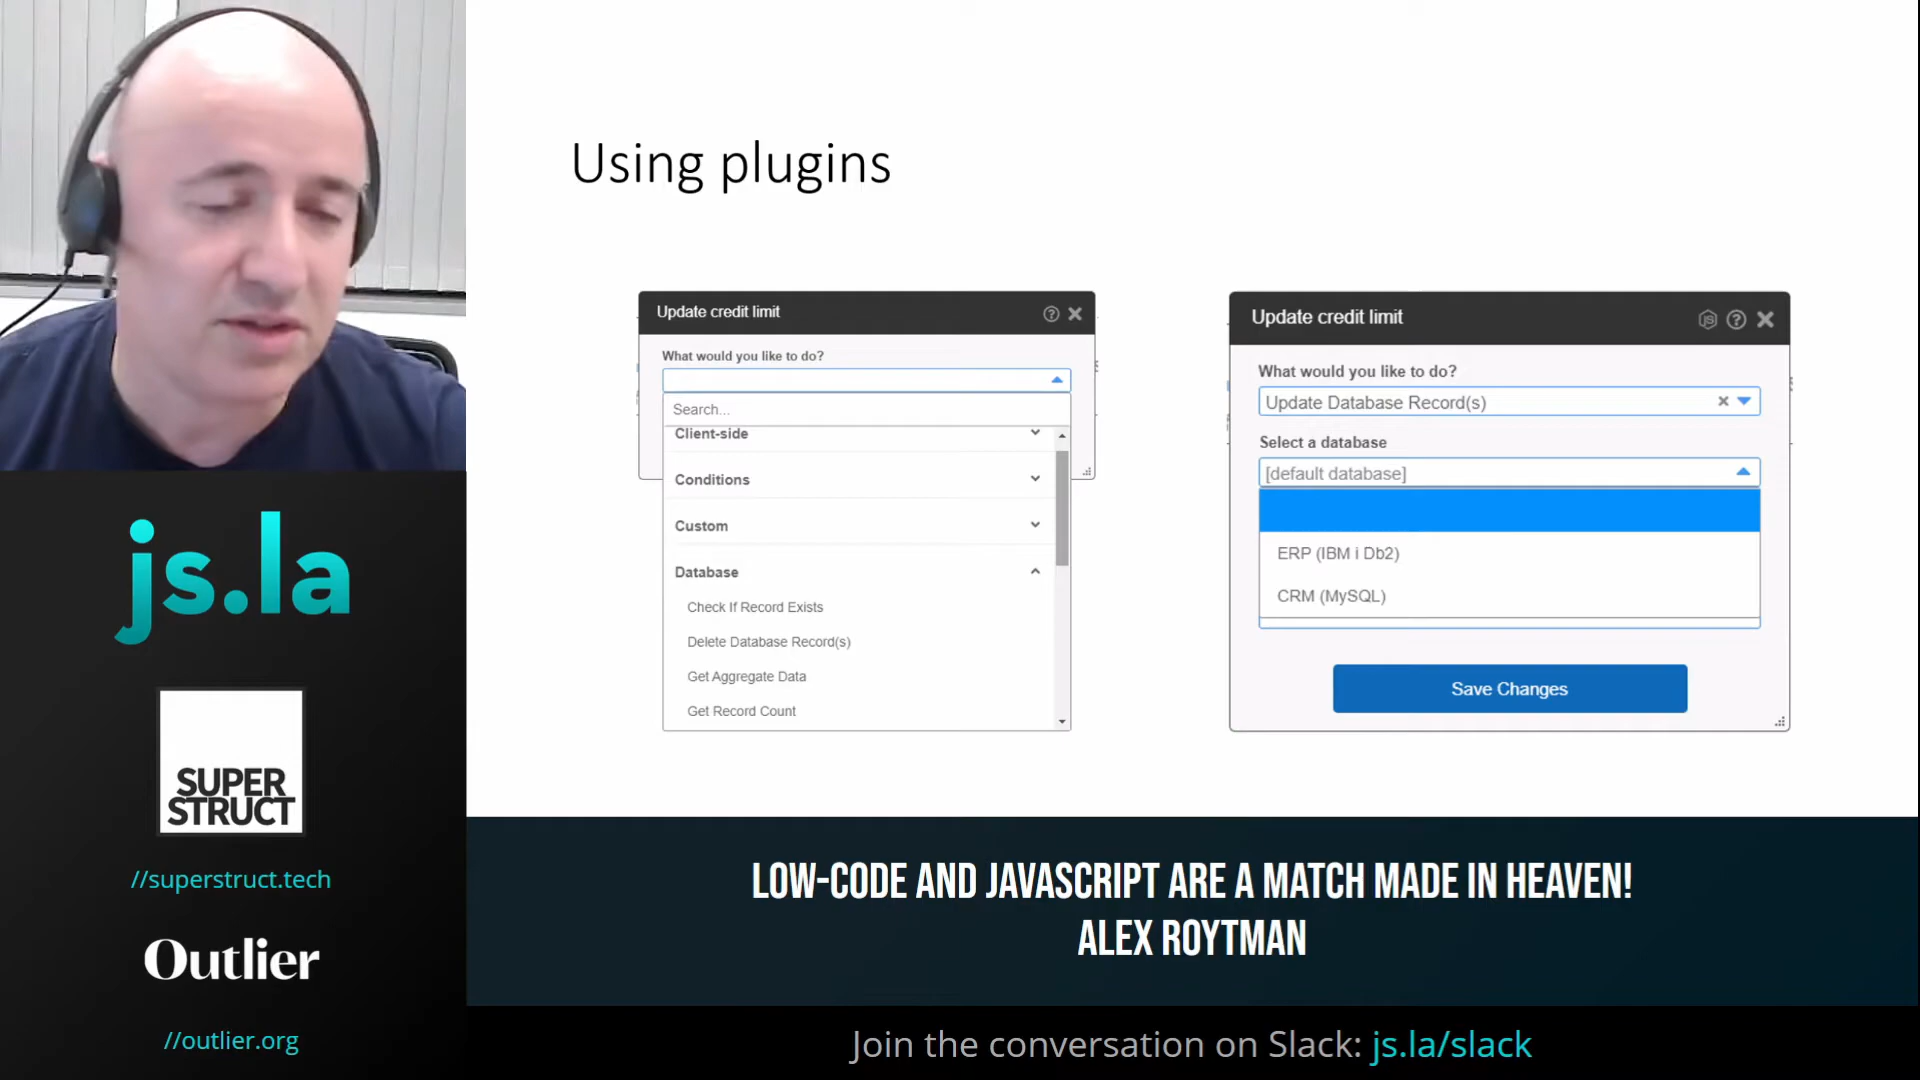 Using plugins
Update credit limit
What would you like to do?
Search...
Client-side
Conditions
Custom
Database
Check If Record Exists
Delete Database Record(s)
Get Aggregate Data
Get Record Count
Update credit limit
What would you like to do?
Update Database Record(s)
Select a database
[default database]
ERP (IBM i Db2)
CRM (MySQL)
Save Changes
js.la
SUPER
STRUCT
//superstruct.tech
Outlier
//outlier.org
LOW-CODE AND JAVASCRIPT ARE A MATCH MADE IN HEAVEN!
ALEX ROYTMAN
Join the conversation on Slack: js.la/slack